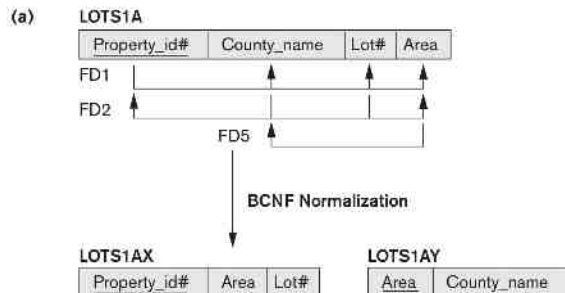 (a)
LOTS1A
Property_id# County_name Lot# Area
FD1
FD2
FD5
BCNF Normalization
LOTS1AX
Property_id# Area Lot#
LOTS1AY
Area County_name